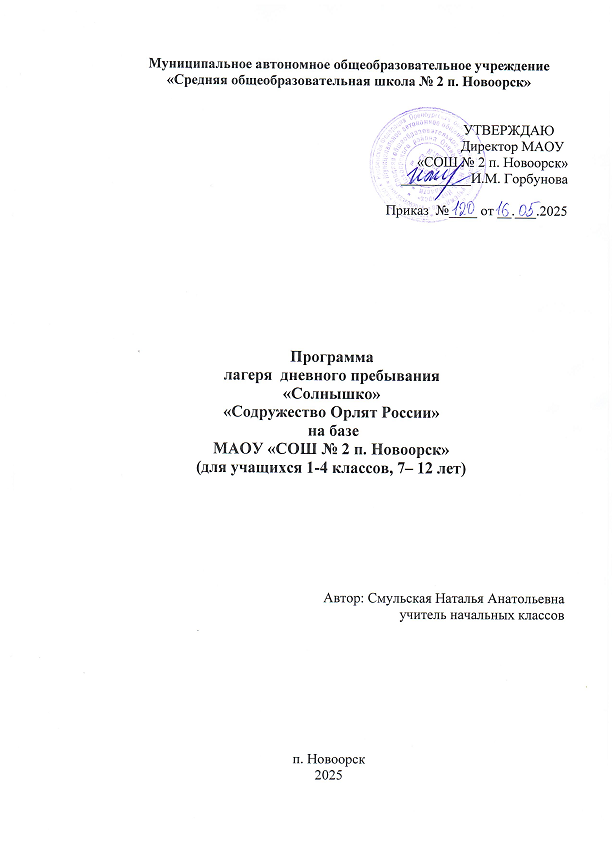 Муниципальное автономное общеобразовательное учреждение
«Средняя общеобразовательная школа № 2 п. Новоорск»
УТВЕРЖДАЮ
Директор МАОУ
«СОШ № 2 п. Новоорск»
И.М. Горбунова
Приказ № 120 от 16.05.2025
Программа
лагеря дневного пребывания
«Солнышко»
«Содружество Орлят России»
на базе
МАОУ «СОШ № 2 п. Новоорск»
(для учащихся 1-4 классов, 7– 12 лет)
Автор: Смульская Наталья Анатольевна
учитель начальных классов
п. Новоорск
2025